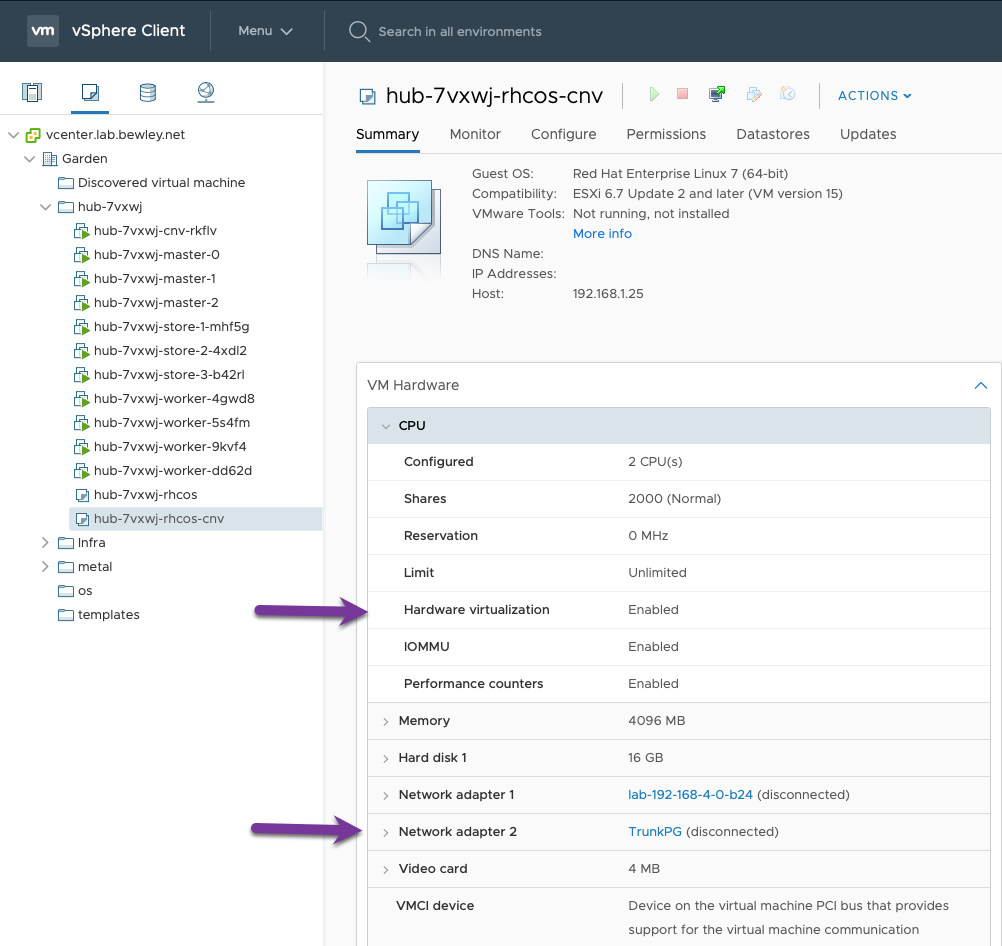 vm vSphere Client Menu Search in all environments
hub-7vxwj-rhcos-cnv ACTIONS
Summary Monitor Configure Permissions Datastores Updates
vcenter.lab.bewley.net
Garden
Discovered virtual machine
hub-7vxwj
hub-7vxwj-cnv-rkflv
hub-7vxwj-master-0
hub-7vxwj-master-1
hub-7vxwj-master-2
hub-7vxwj-store-1-mhf5g
hub-7vxwj-store-2-4xdl2
hub-7vxwj-store-3-b42rl
hub-7vxwj-worker-4gwd8
hub-7vxwj-worker-5s4fm
hub-7vxwj-worker-9kvf4
hub-7vxwj-worker-dd62d
hub-7vxwj-rhcos
hub-7vxwj-rhcos-cnv
Infra
metal
os
templates
Guest OS: Red Hat Enterprise Linux 7 (64-bit)
Compatibility: ESXi 6.7 Update 2 and later (VM version 15)
VMware Tools: Not running, not installed
More info
DNS Name:
IP Addresses:
Host: 192.168.1.25
VM Hardware
CPU
Configured 2 CPU(s)
Shares 2000 (Normal)
Reservation 0 MHz
Limit Unlimited
Hardware virtualization Enabled
IOMMU Enabled
Performance counters Enabled
Memory 4096 MB
Hard disk 1 16 GB
Network adapter 1 lab-192-168-4-0-b24 (disconnected)
Network adapter 2 TrunkPG (disconnected)
Video card 4 MB
VMCI device Device on the virtual machine PCI bus that provides
support for the virtual machine communication